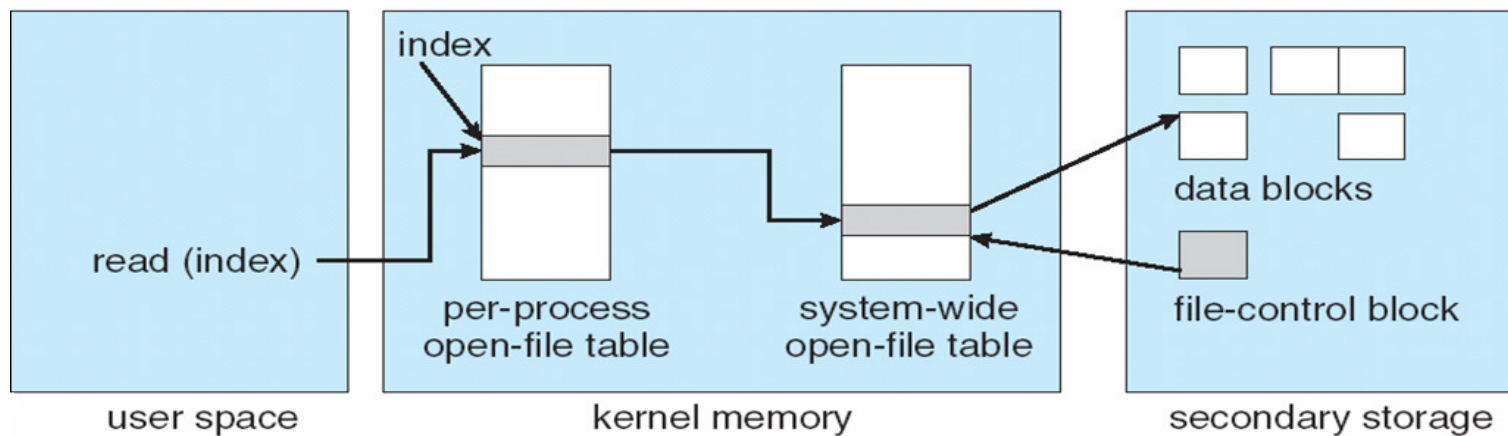 index
read (index)
per-process
open-file table
system-wide
open-file table
data blocks
file-control block
user space
kernel memory
secondary storage